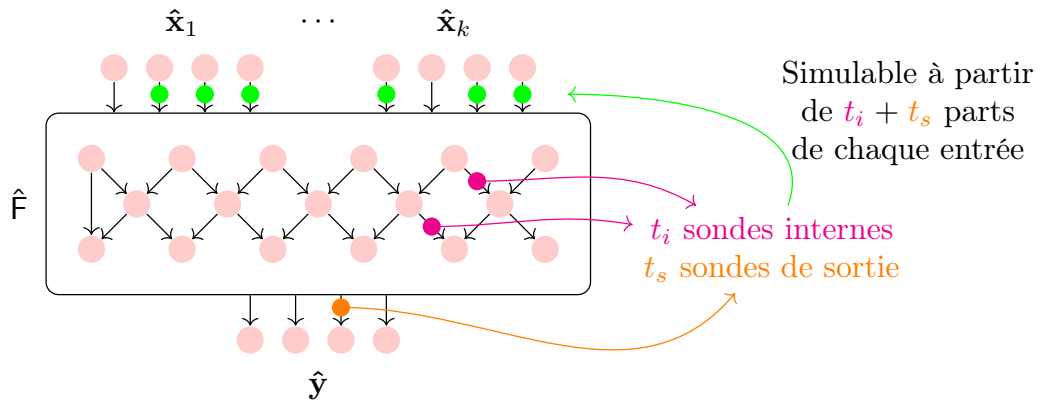 x̂₁ ⋯ x̂ₖ
Simulable à partir
de tᵢ + tₛ parts
de chaque entrée
F̂
tᵢ sondes internes
tₛ sondes de sortie
ŷ